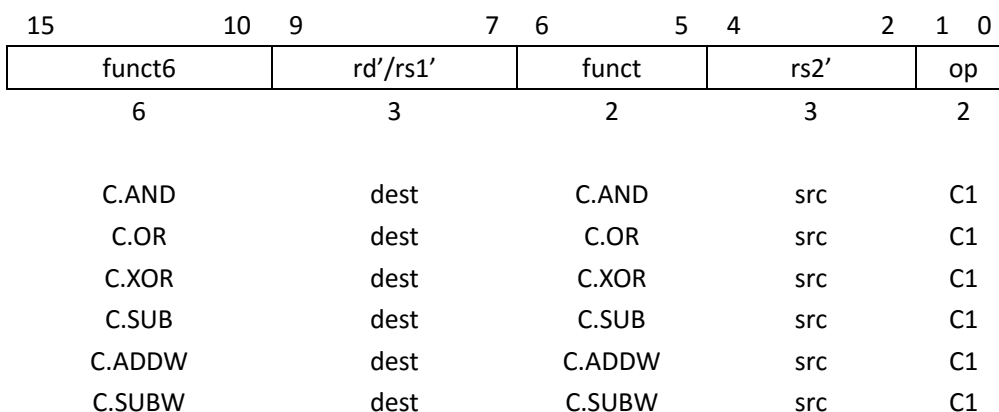 15 10 9 7 6 5 4 2 1 0
funct6 rd’/rs1’ funct rs2’ op
6 3 2 3 2
C.AND dest C.AND src C1
C.OR dest C.OR src C1
C.XOR dest C.XOR src C1
C.SUB dest C.SUB src C1
C.ADDW dest C.ADDW src C1
C.SUBW dest C.SUBW src C1